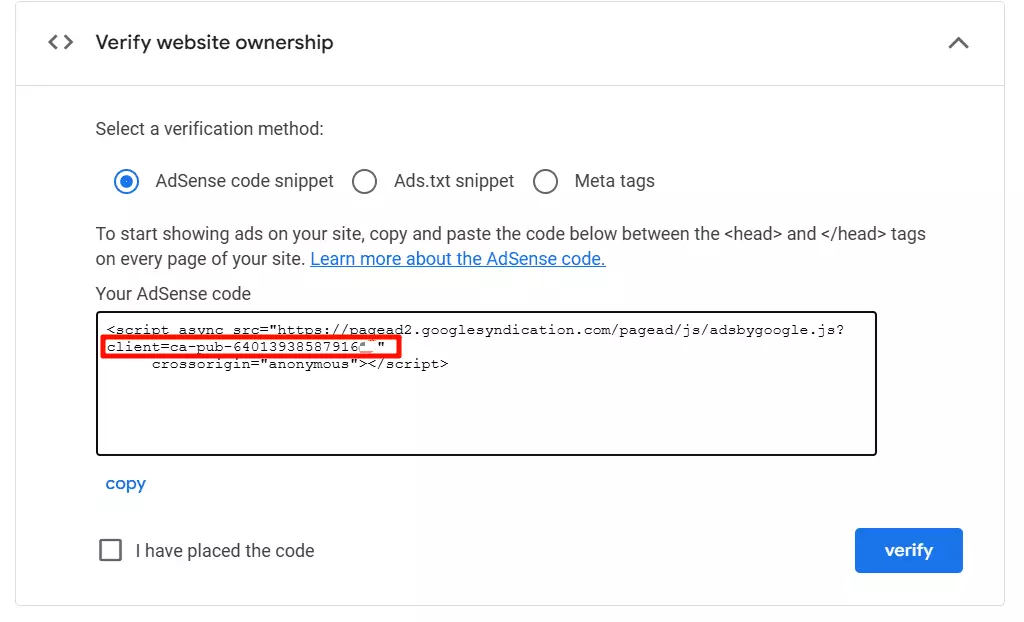 <> Verify website ownership
Select a verification method:
AdSense code snippet Ads.txt snippet Meta tags
To start showing ads on your site, copy and paste the code below between the <head> and </head> tags
on every page of your site. Learn more about the AdSense code.
Your AdSense code
<script async src="https://pagead2.googlesyndication.com/pagead/js/adsbygoogle.js?
client=ca-pub-64013938587916 "
crossorigin="anonymous"></script>
copy
I have placed the code
verify